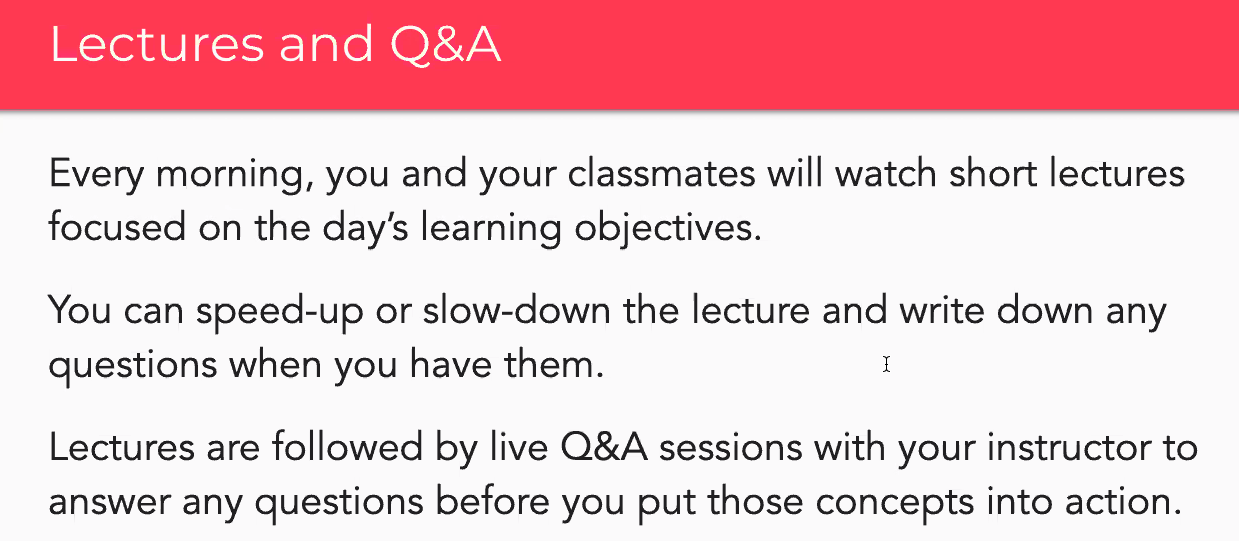 Lectures and Q&A
Every morning, you and your classmates will watch short lectures
focused on the day’s learning objectives.
You can speed-up or slow-down the lecture and write down any
questions when you have them.
Lectures are followed by live Q&A sessions with your instructor to
answer any questions before you put those concepts into action.